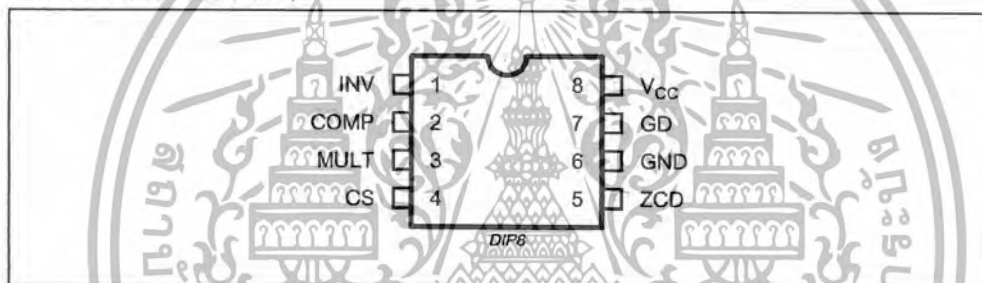 INV 1 8 VCC
COMP 2 7 GD
MULT 3 6 GND
CS 4 5 ZCD
DIP8